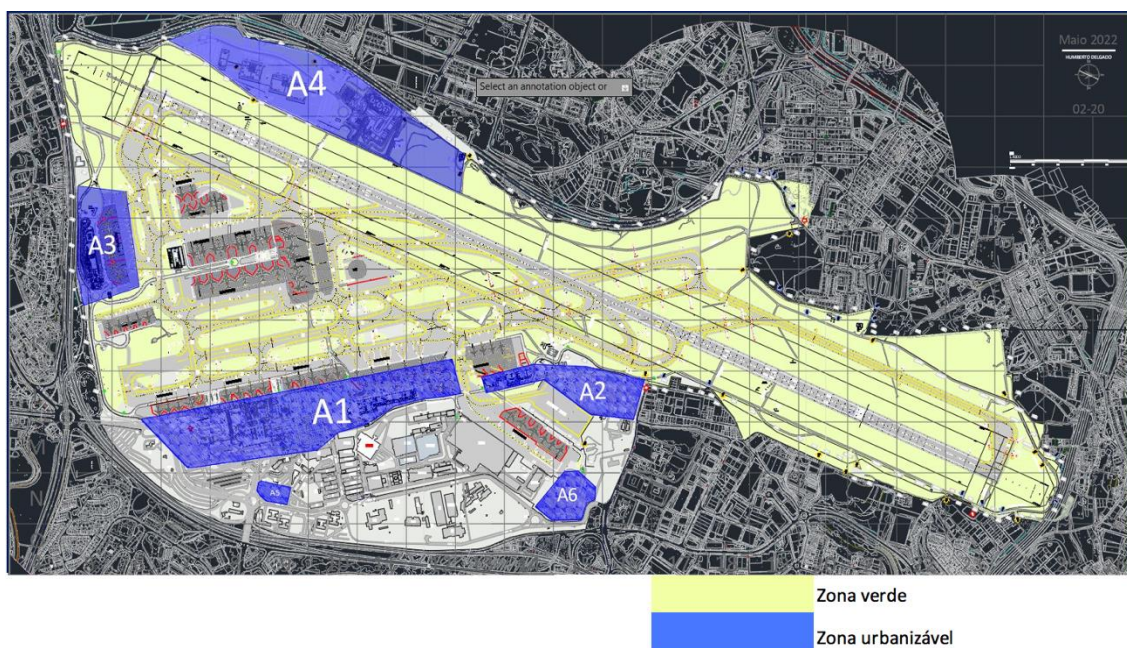 Maio 2022
HUMBERTO DELGADO
02-20
A4
Select an annotation object or
A3
A1
A2
A5
A6
N
Zona verde
Zona urbanizável